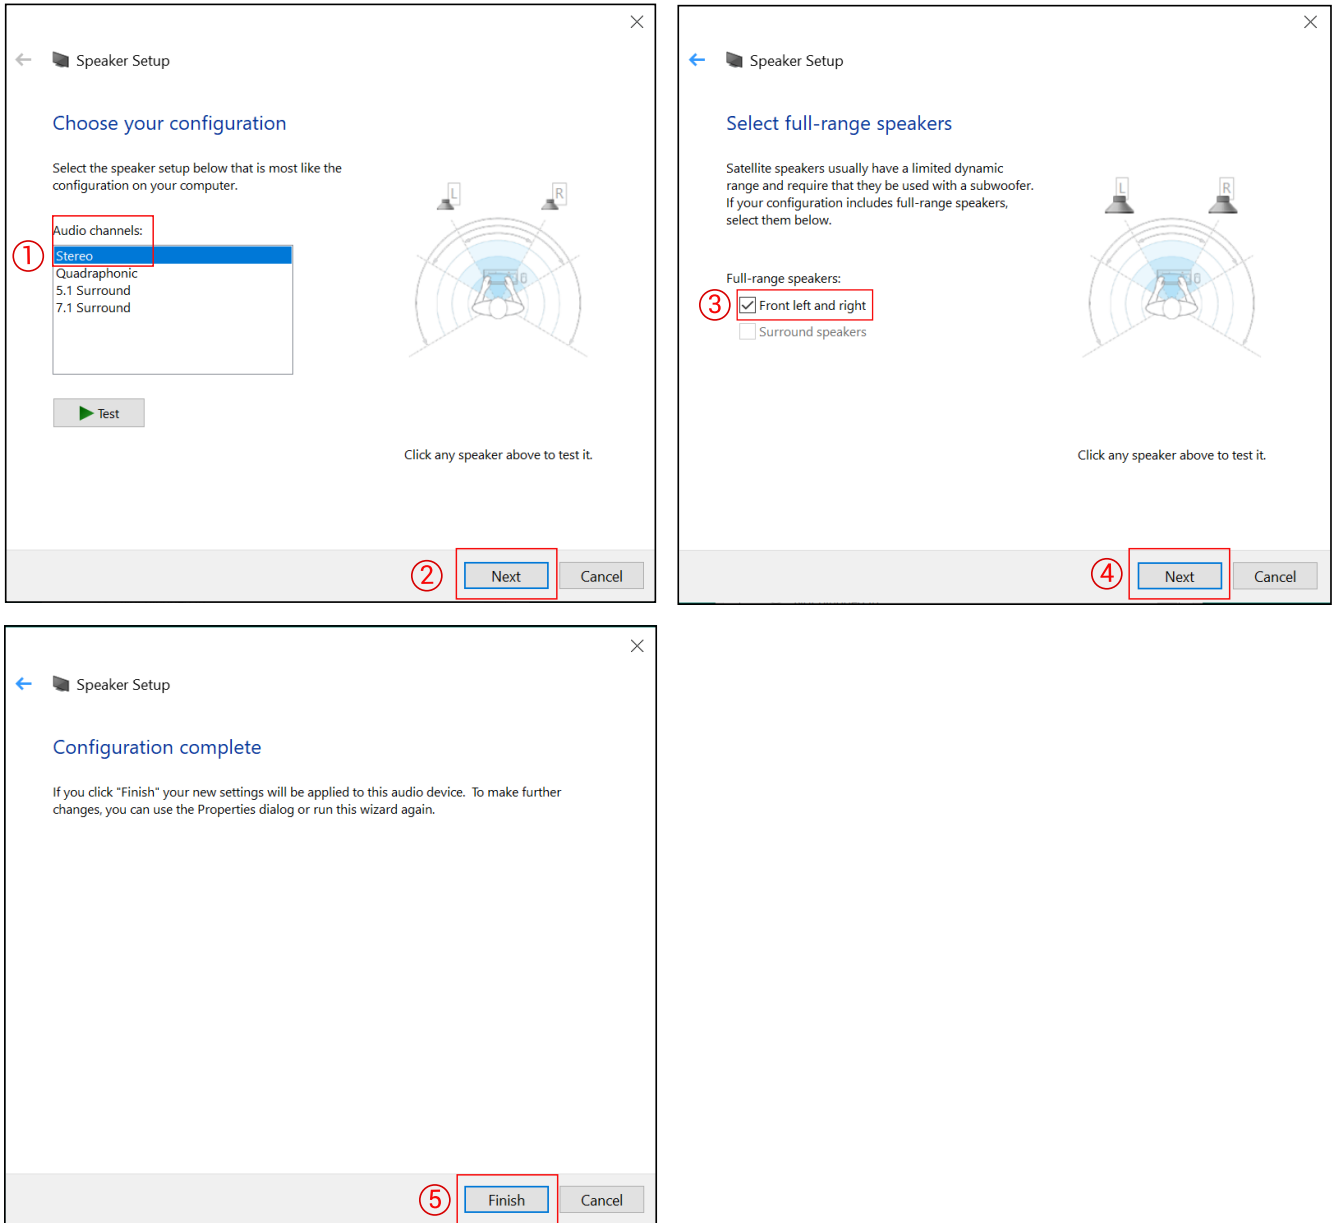 Speaker Setup
Choose your configuration
Select the speaker setup below that is most like the
configuration on your computer.
Audio channels:
①
Stereo
Quadraphonic
5.1 Surround
7.1 Surround
Test
L
R
Click any speaker above to test it.
②
Next
Cancel
Speaker Setup
Select full-range speakers
Satellite speakers usually have a limited dynamic
range and require that they be used with a subwoofer.
If your configuration includes full-range speakers,
select them below.
Full-range speakers:
③
Front left and right
Surround speakers
L
R
Click any speaker above to test it.
④
Next
Cancel
Speaker Setup
Configuration complete
If you click "Finish" your new settings will be applied to this audio device. To make further
changes, you can use the Properties dialog or run this wizard again.
⑤
Finish
Cancel